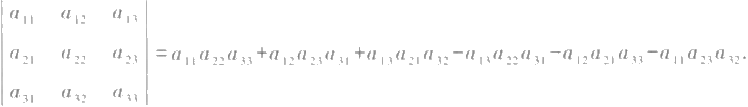 a₁₁ a₁₂ a₁₃
a₂₁ a₂₂ a₂₃ = a₁₁a₂₂a₃₃+a₁₂a₂₃a₃₁+a₁₃a₂₁a₃₂−a₁₃a₂₂a₃₁−a₁₂a₂₁a₃₃−a₁₁a₂₃a₃₂.
a₃₁ a₃₂ a₃₃